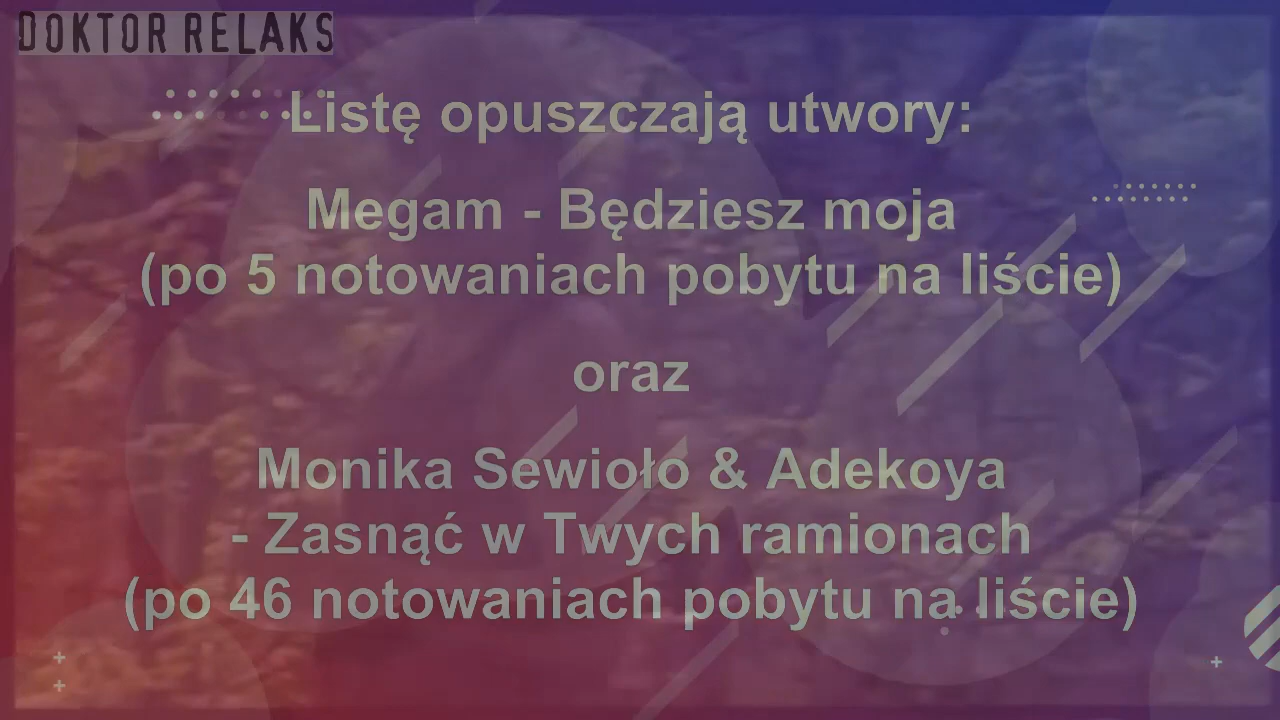 DOKTOR RELAKS
Listę opuszczają utwory:
Megam - Będziesz moja
(po 5 notowaniach pobytu na liście)
oraz
Monika Sewioło & Adekoya
- Zasnąć w Twych ramionach
(po 46 notowaniach pobytu na liście)